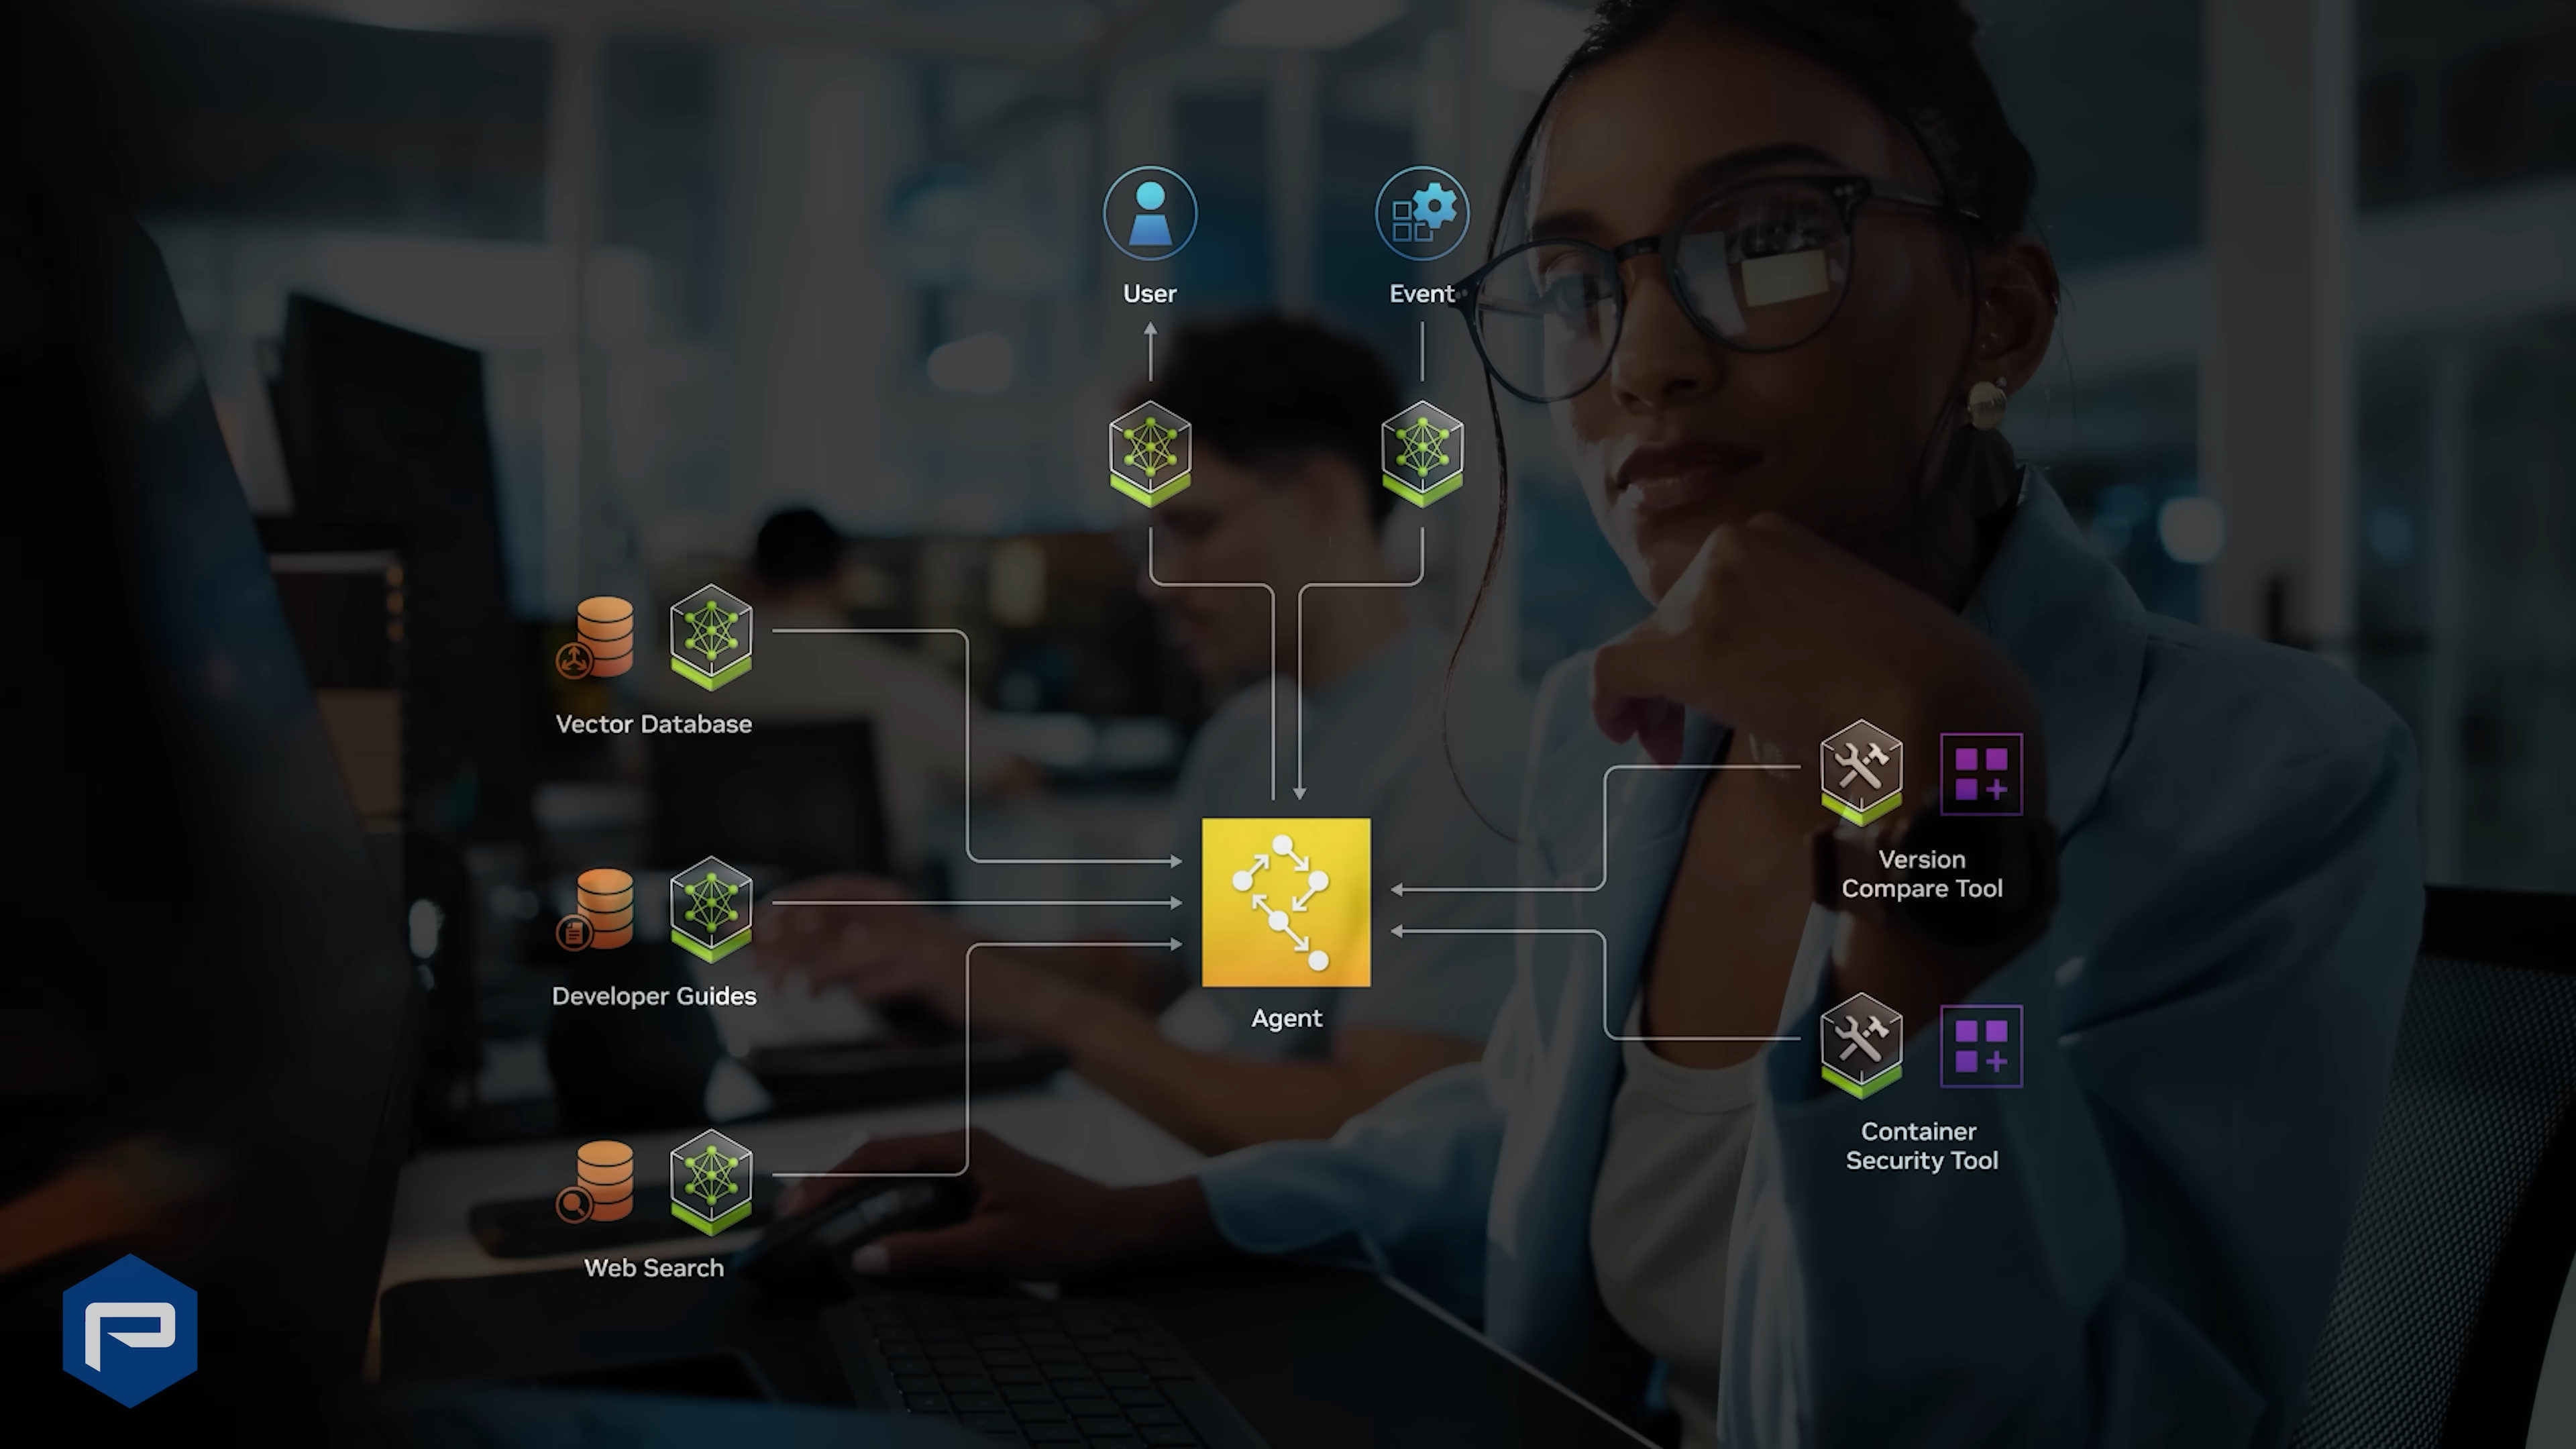 User
Event
Vector Database
Version
Compare Tool
Developer Guides
Agent
Container
Security Tool
Web Search